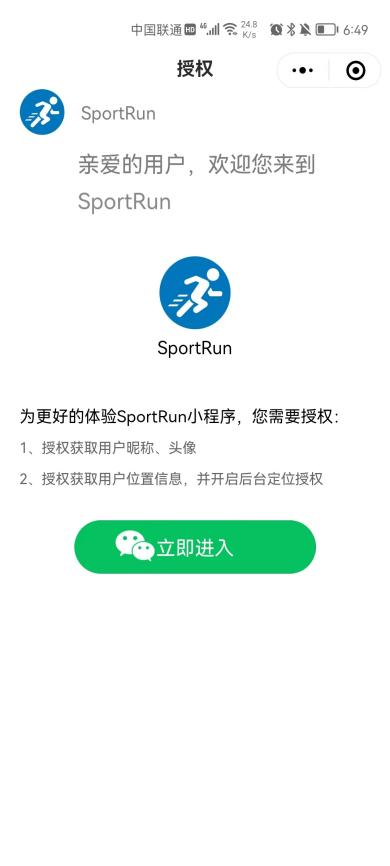 中国联通 HD 4G 24.8 K/s 6:49
授权
SportRun
亲爱的用户，欢迎您来到
SportRun
SportRun
为更好的体验SportRun小程序，您需要授权：
1、授权获取用户昵称、头像
2、授权获取用户位置信息，并开启后台定位授权
立即进入